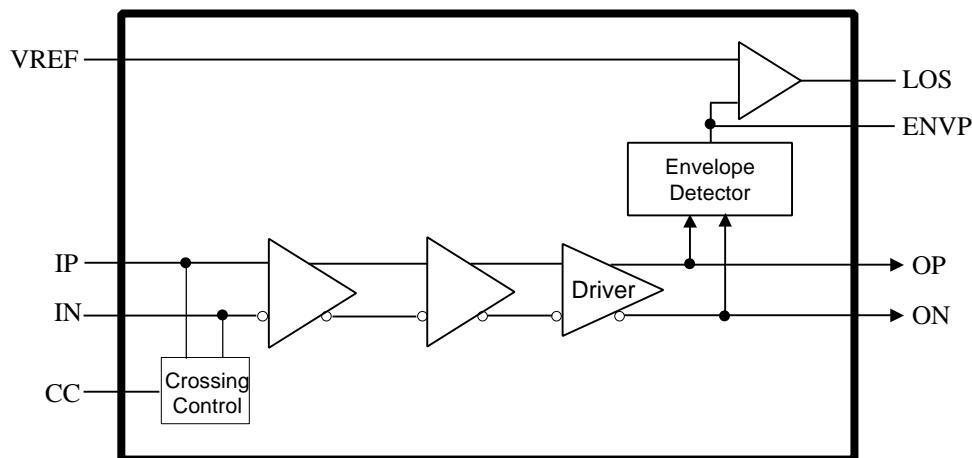 VREF
LOS
ENVP
Envelope
Detector
IP
OP
Driver
IN
ON
CC
Crossing
Control